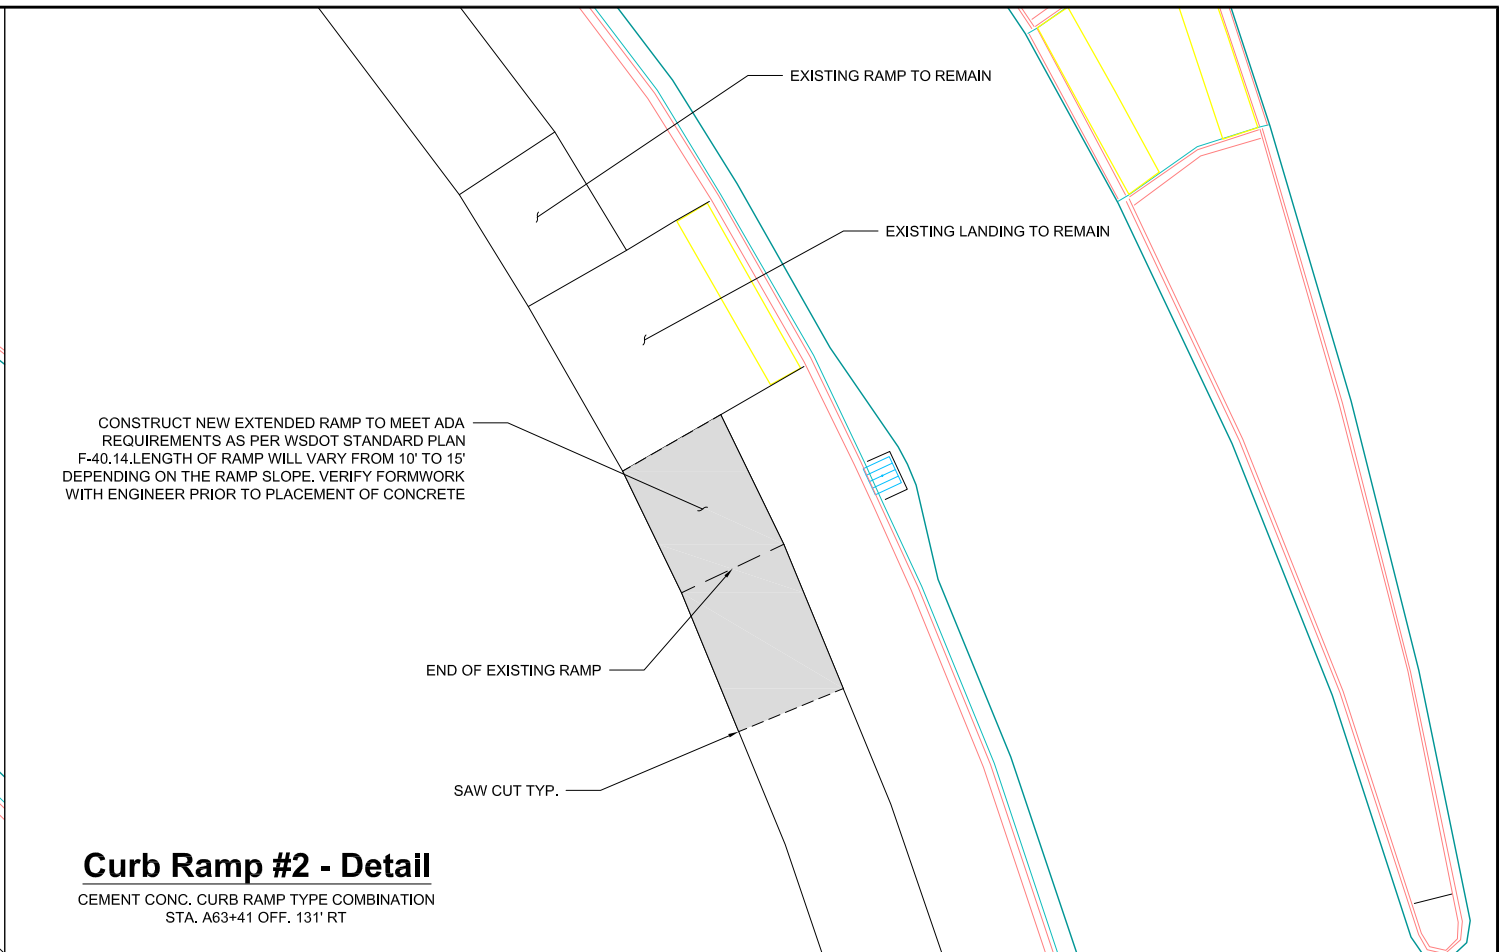 EXISTING RAMP TO REMAIN
EXISTING LANDING TO REMAIN
CONSTRUCT NEW EXTENDED RAMP TO MEET ADA
REQUIREMENTS AS PER WSDOT STANDARD PLAN
F-40.14.LENGTH OF RAMP WILL VARY FROM 10' TO 15'
DEPENDING ON THE RAMP SLOPE. VERIFY FORMWORK
WITH ENGINEER PRIOR TO PLACEMENT OF CONCRETE
END OF EXISTING RAMP
SAW CUT TYP.
Curb Ramp #2 - Detail
CEMENT CONC. CURB RAMP TYPE COMBINATION
STA. A63+41 OFF. 131' RT